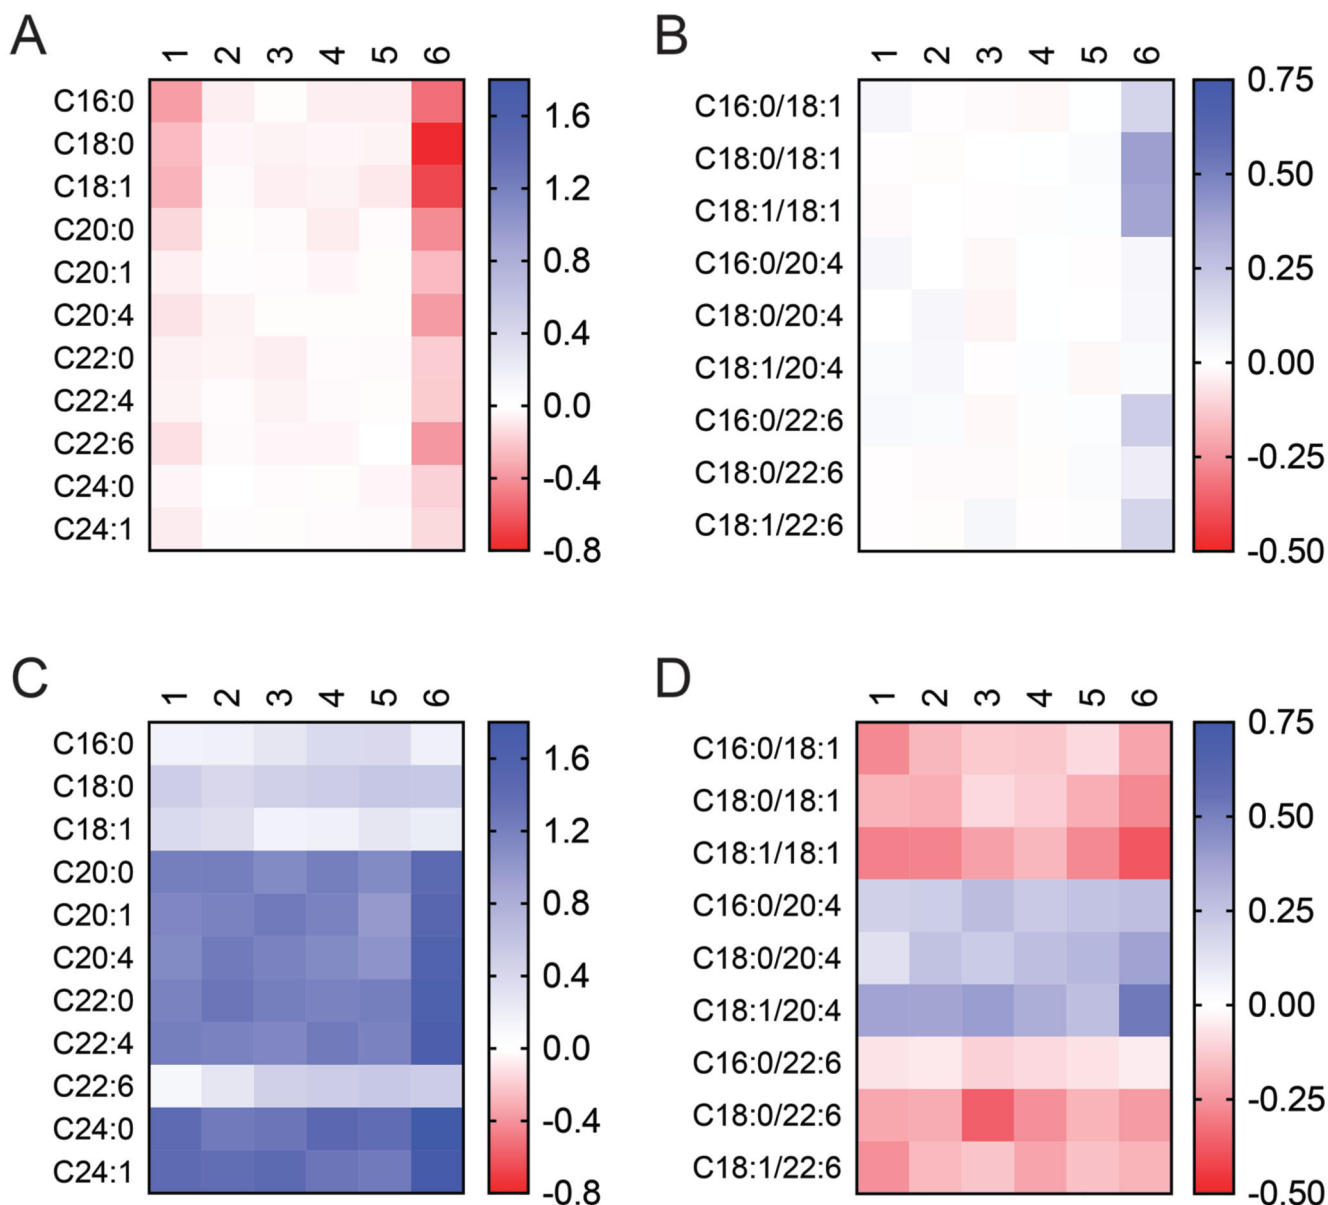 A
1 2 3 4 5 6
C16:0
C18:0
C18:1
C20:0
C20:1
C20:4
C22:0
C22:4
C22:6
C24:0
C24:1
1.6
1.2
0.8
0.4
0.0
-0.4
-0.8
B
1 2 3 4 5 6
C16:0/18:1
C18:0/18:1
C18:1/18:1
C16:0/20:4
C18:0/20:4
C18:1/20:4
C16:0/22:6
C18:0/22:6
C18:1/22:6
0.75
0.50
0.25
0.00
-0.25
-0.50
C
1 2 3 4 5 6
C16:0
C18:0
C18:1
C20:0
C20:1
C20:4
C22:0
C22:4
C22:6
C24:0
C24:1
1.6
1.2
0.8
0.4
0.0
-0.4
-0.8
D
1 2 3 4 5 6
C16:0/18:1
C18:0/18:1
C18:1/18:1
C16:0/20:4
C18:0/20:4
C18:1/20:4
C16:0/22:6
C18:0/22:6
C18:1/22:6
0.75
0.50
0.25
0.00
-0.25
-0.50